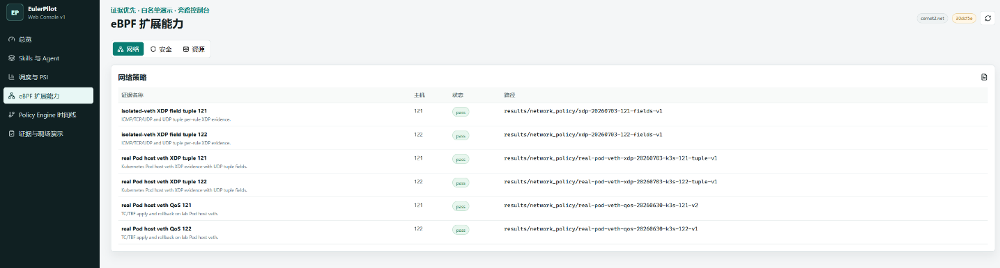 EP
EulerPilot
Web Console v1
总览
Skills 与 Agent
调度与 PSI
eBPF 扩展能力
Policy Engine 时间线
证据与现场演示
证据优先 · 白名单演示 · 旁路控制台
eBPF 扩展能力
cernet2.net
30dcf5e
网络
安全
资源
网络策略
证据名称 主机 状态 路径
isolated-veth XDP field tuple 121 121 pass results/network_policy/xdp-20260703-121-fields-v1
ICMP/TCP/UDP and UDP tuple per-rule XDP evidence.
isolated-veth XDP field tuple 122 122 pass results/network_policy/xdp-20260703-122-fields-v1
ICMP/TCP/UDP and UDP tuple per-rule XDP evidence.
real Pod host veth XDP tuple 121 121 pass results/network_policy/real-pod-veth-xdp-20260703-k3s-121-tuple-v1
Kubernetes Pod host veth XDP evidence with UDP tuple fields.
real Pod host veth XDP tuple 122 122 pass results/network_policy/real-pod-veth-xdp-20260703-k3s-122-tuple-v1
Kubernetes Pod host veth XDP evidence with UDP tuple fields.
real Pod host veth QoS 121 121 pass results/network_policy/real-pod-veth-qos-20260630-k3s-121-v2
TC/TBF apply and rollback on lab Pod host veth.
real Pod host veth QoS 122 122 pass results/network_policy/real-pod-veth-qos-20260630-k3s-122-v1
TC/TBF apply and rollback on lab Pod host veth.